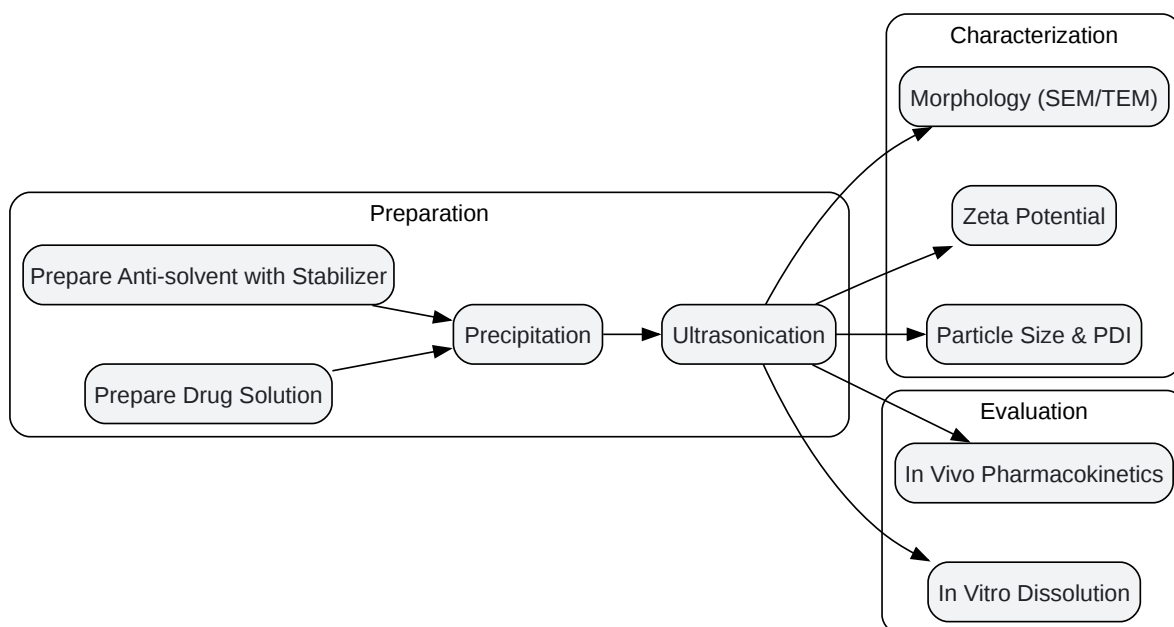 Preparation
Prepare Anti-solvent with Stabilizer
Prepare Drug Solution
Precipitation
Ultrasonication
Characterization
Morphology (SEM/TEM)
Zeta Potential
Particle Size & PDI
Evaluation
In Vivo Pharmacokinetics
In Vitro Dissolution